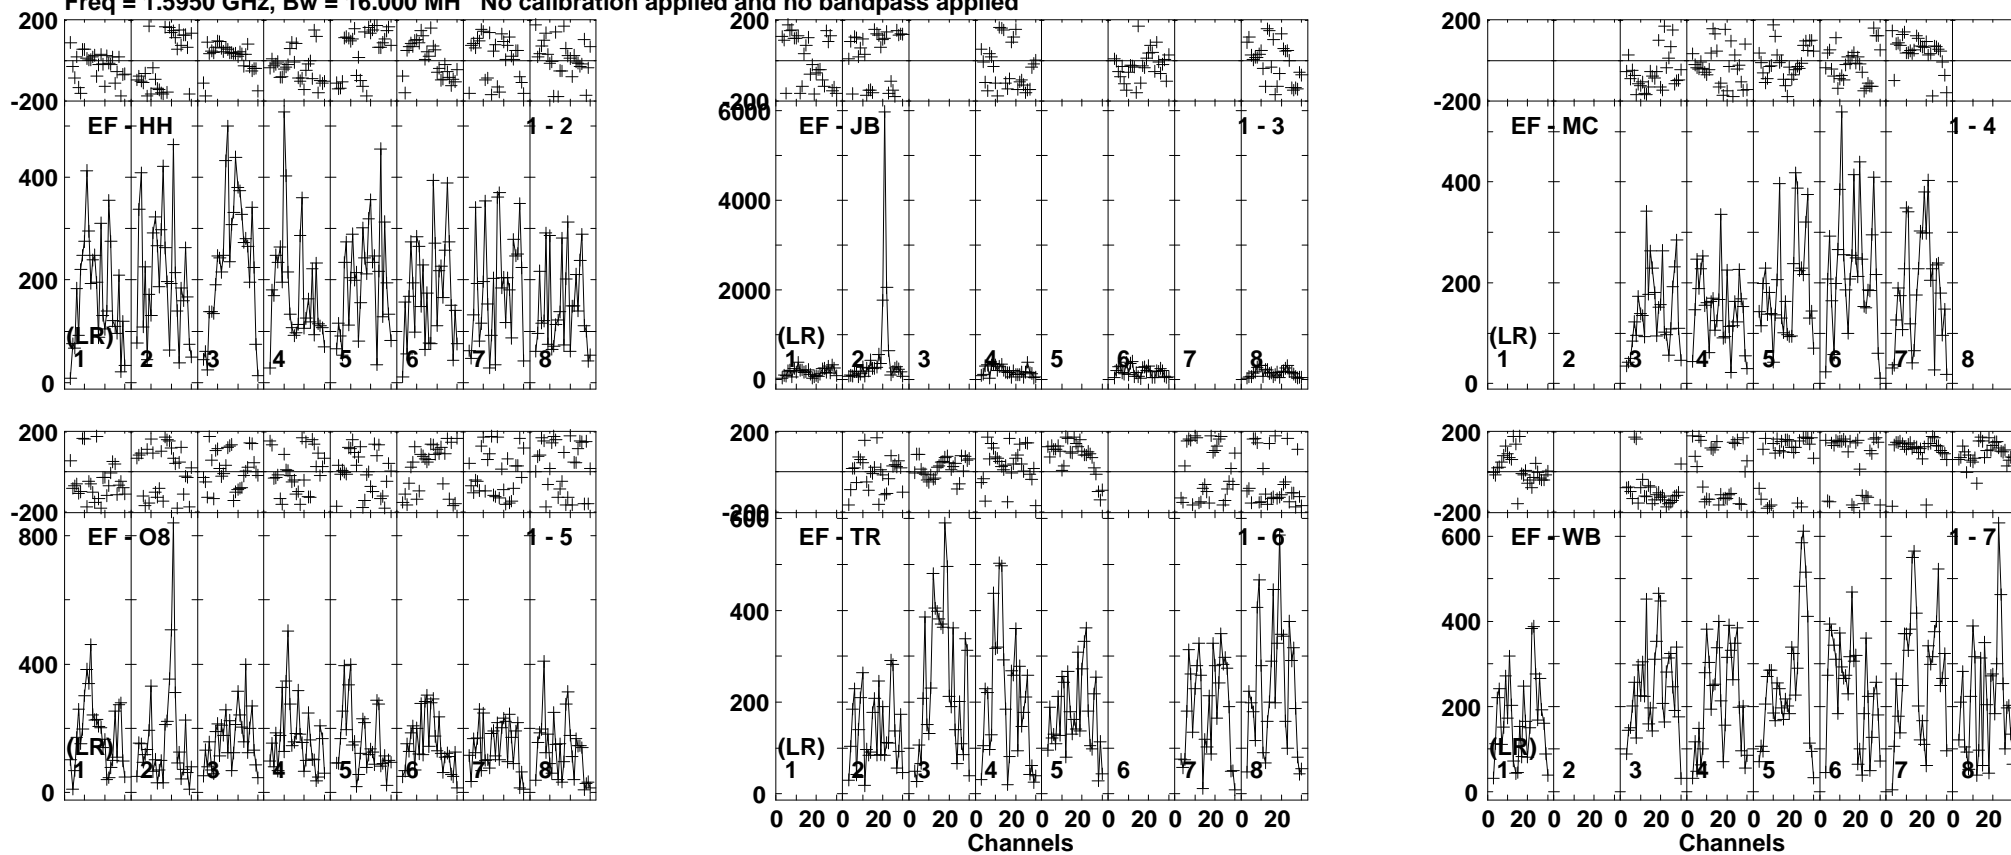 Freq = 1.5950 GHz, Bw = 16.000 MH   No calibration applied and no bandpass applied
200
-200
EF - HH
1 - 2
400
200
0
(LR)
1 2 3 4 5 6 7 8
200
-200
6000
EF - JB
1 - 3
4000
2000
0
(LR)
1 2 3 4 5 6 7 8
200
-200
EF - MC
1 - 4
400
200
0
(LR)
1 2 3 4 5 6 7 8
200
-200
800
EF - O8
1 - 5
400
0
(LR)
1 2 3 4 5 6 7 8
200
-200
600
EF - TR
1 - 6
400
200
0
(LR)
1 2 3 4 5 6 7 8
0 20 0 20 0 20 0 20 0 20 0 20 0 20 0 20
Channels
200
-200
600
EF - WB
1 - 7
400
200
0
(LR)
1 2 3 4 5 6 7 8
0 20 0 20 0 20 0 20 0 20 0 20 0 20 0 20
Channels